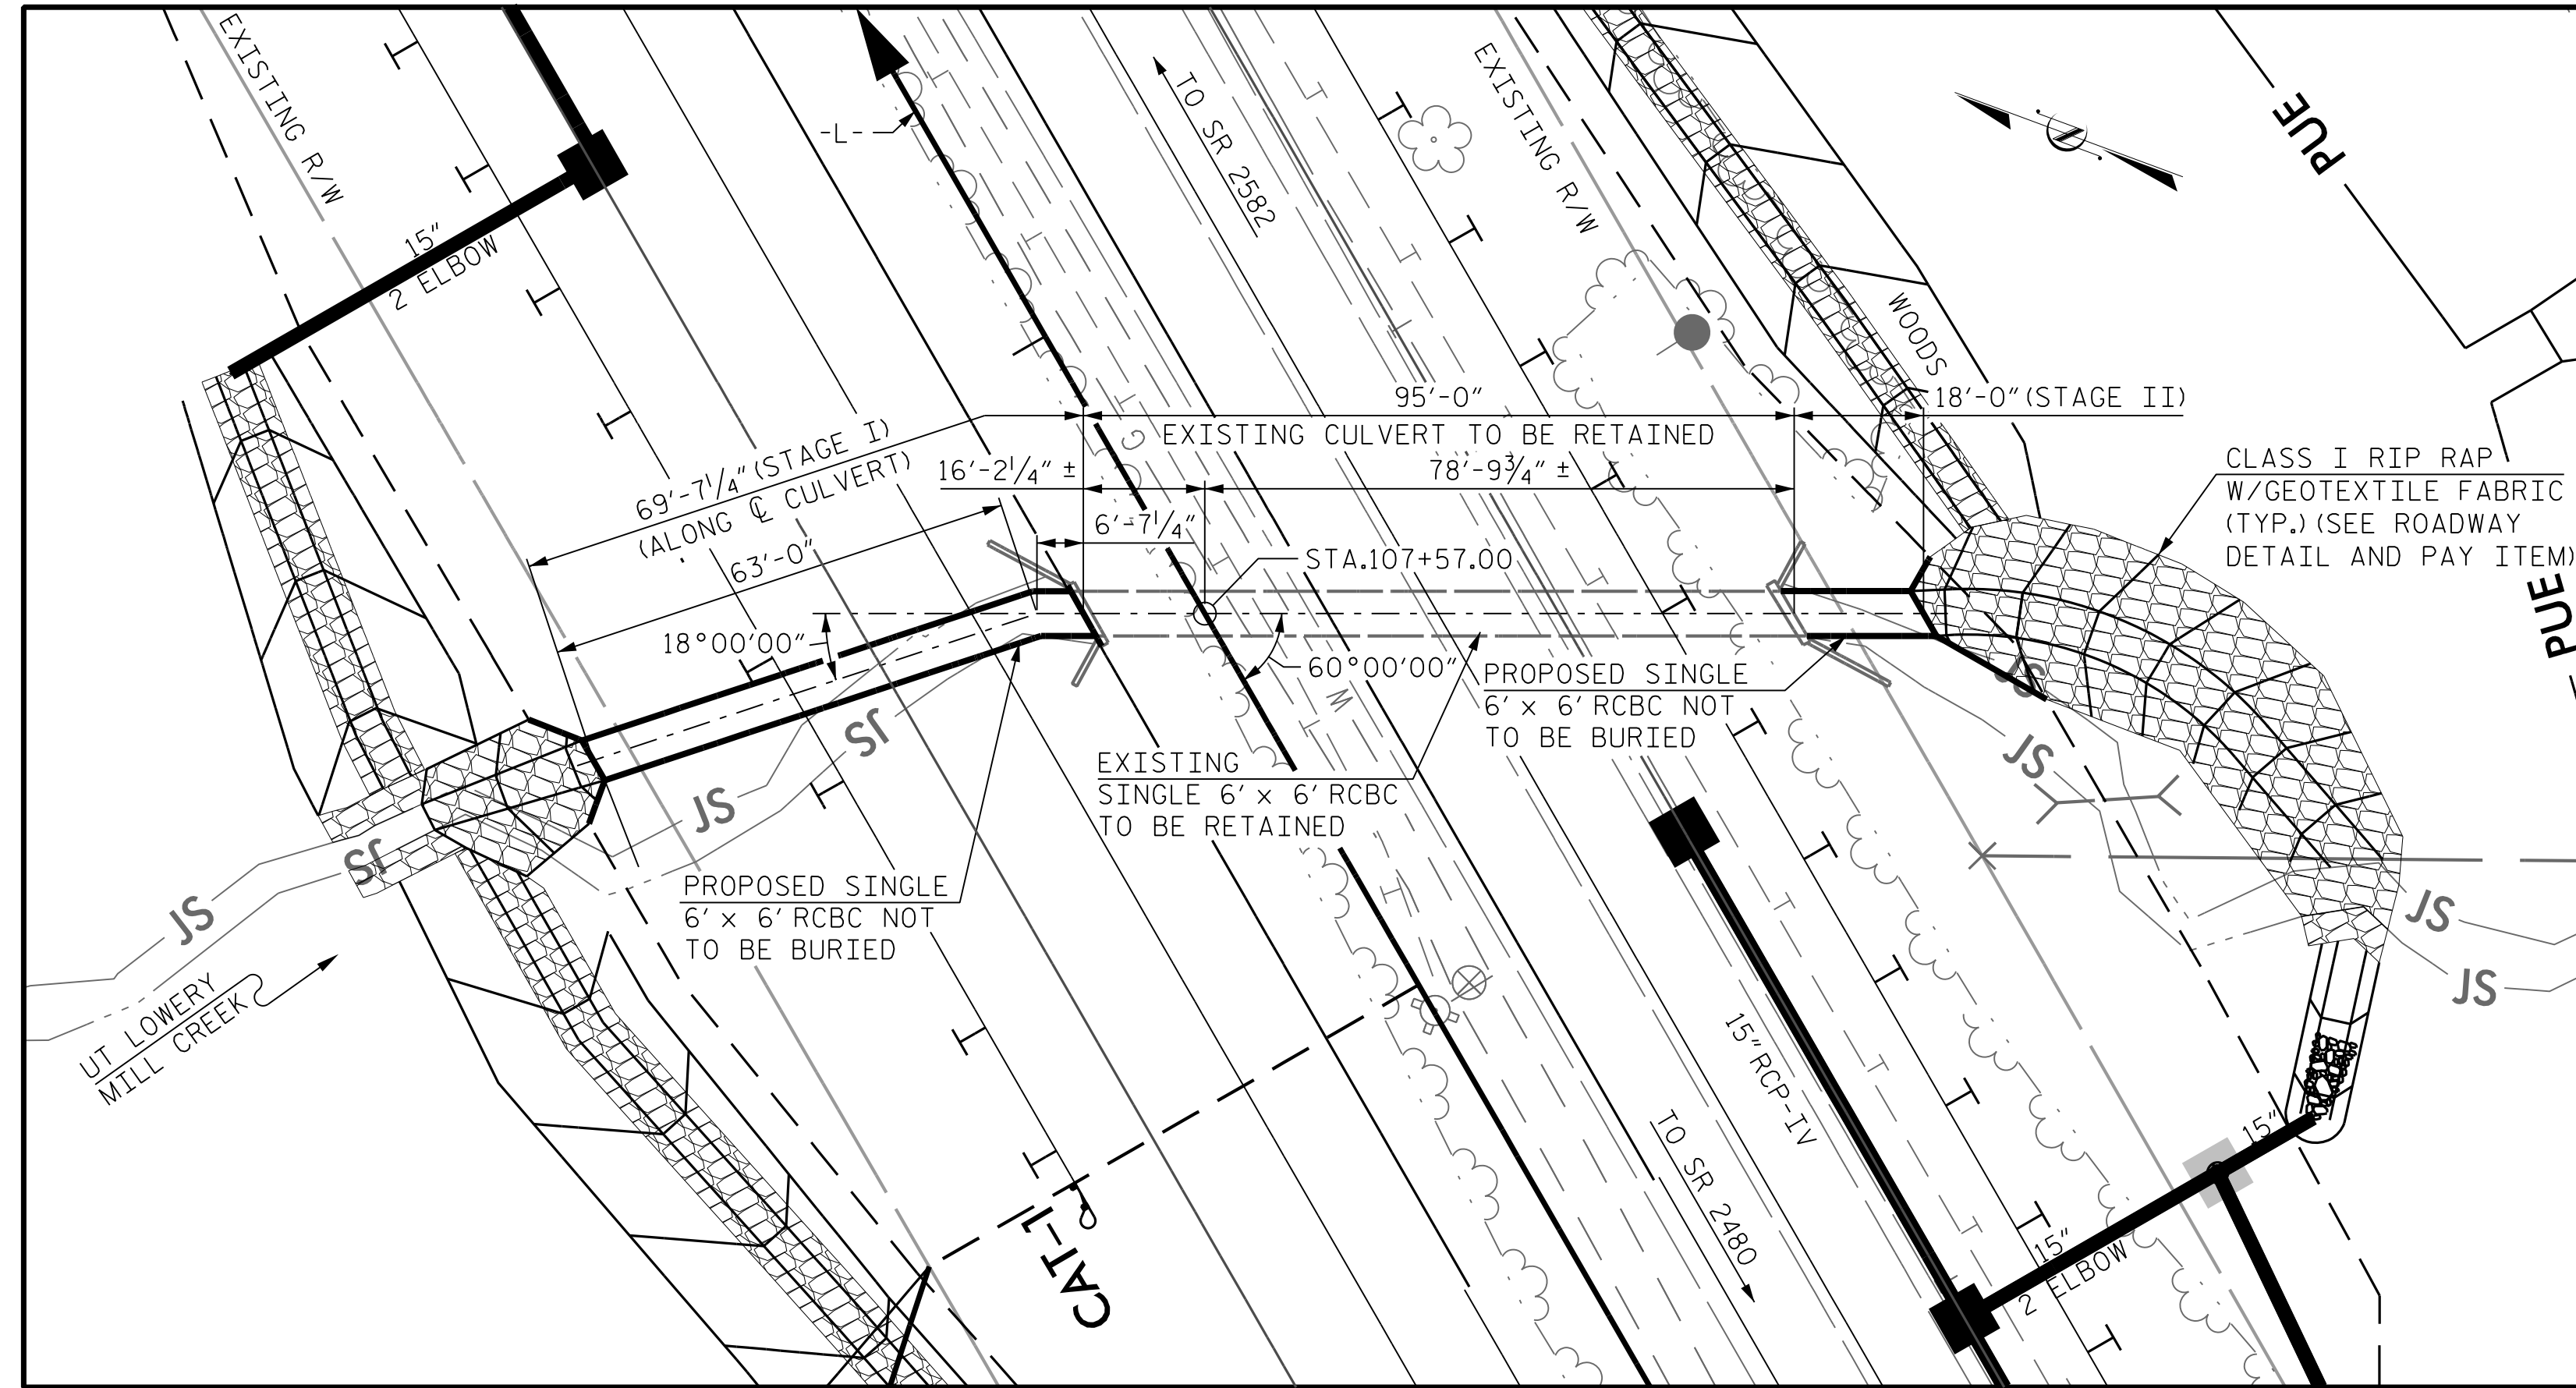 EXISTING R/W
15"
2 ELBOW
-L-
TO SR 2582
EXISTING R/W
WOODS
PUE
95'-0"
EXISTING CULVERT TO BE RETAINED
18'-0" (STAGE II)
69'-7 1/4" (STAGE I)
(ALONG ℄ CULVERT)
63'-0"
16'-2 1/4" ±
78'-9 3/4" ±
6'-7 1/4"
STA.107+57.00
18°00'00"
60°00'00"
CLASS I RIP RAP
W/GEOTEXTILE FABRIC
(TYP.) (SEE ROADWAY
DETAIL AND PAY ITEM)
PUE
G
W
PROPOSED SINGLE
6' x 6' RCBC NOT
TO BE BURIED
EXISTING
SINGLE 6' x 6' RCBC
TO BE RETAINED
PROPOSED SINGLE
6' x 6' RCBC NOT
TO BE BURIED
JS
JS
JS
JS
JS
JS
JS
JS
UT LOWERY
MILL CREEK
15" RCP-IV
TO SR 2480
CAT-1
15"
2 ELBOW
15"